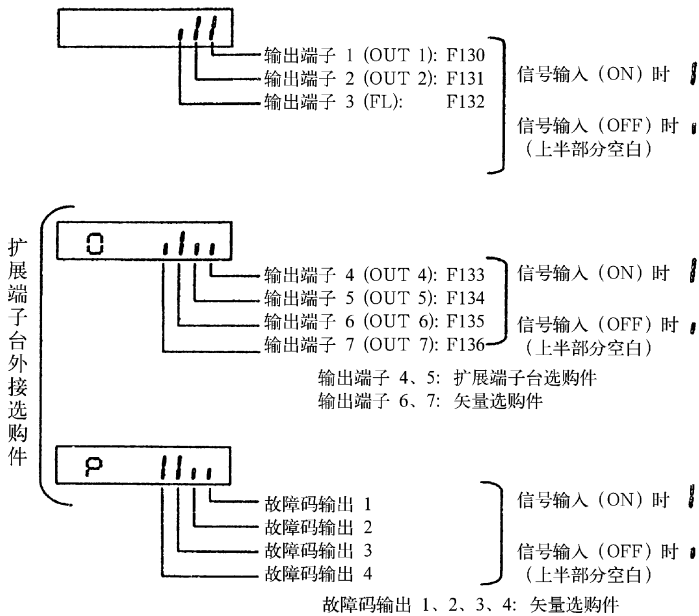 输出端子 1 (OUT 1): F130
输出端子 2 (OUT 2): F131
输出端子 3 (FL): F132
信号输入（ON）时
信号输入（OFF）时
（上半部分空白）
扩展端子台外接选购件
O
输出端子 4 (OUT 4): F133
输出端子 5 (OUT 5): F134
输出端子 6 (OUT 6): F135
输出端子 7 (OUT 7): F136
信号输入（ON）时
信号输入（OFF）时
（上半部分空白）
输出端子 4、5: 扩展端子台选购件
输出端子 6、7: 矢量选购件
P
故障码输出 1
故障码输出 2
故障码输出 3
故障码输出 4
信号输入（ON）时
信号输入（OFF）时
（上半部分空白）
故障码输出 1、2、3、4: 矢量选购件